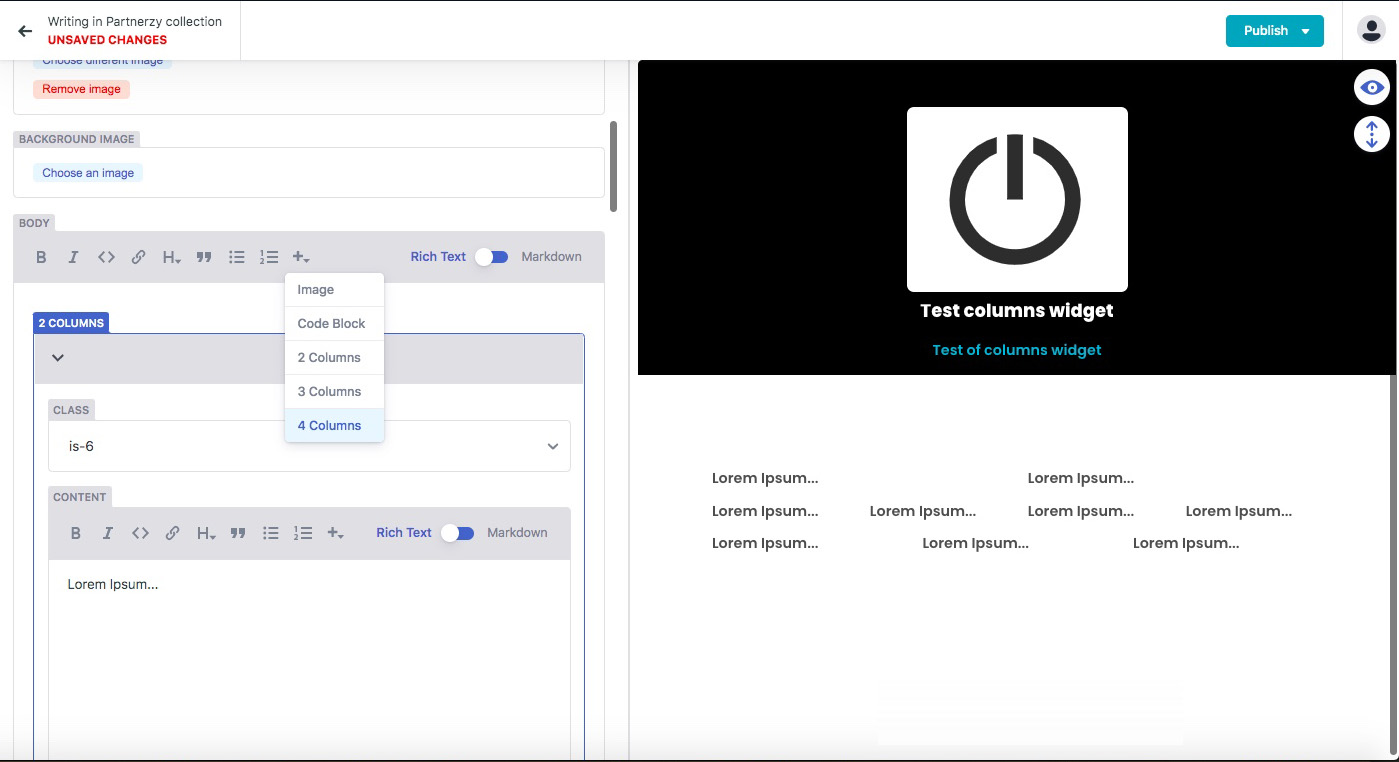 Writing in Partnerzy collection
UNSAVED CHANGES
Publish
Choose different image
Remove image
BACKGROUND IMAGE
Choose an image
BODY
B I H Rich Text Markdown
Image
Code Block
2 Columns
3 Columns
4 Columns
2 COLUMNS
CLASS
is-6
CONTENT
B I H Rich Text Markdown
Lorem Ipsum...
Test columns widget
Test of columns widget
Lorem Ipsum... Lorem Ipsum...
Lorem Ipsum... Lorem Ipsum... Lorem Ipsum... Lorem Ipsum...
Lorem Ipsum... Lorem Ipsum... Lorem Ipsum...